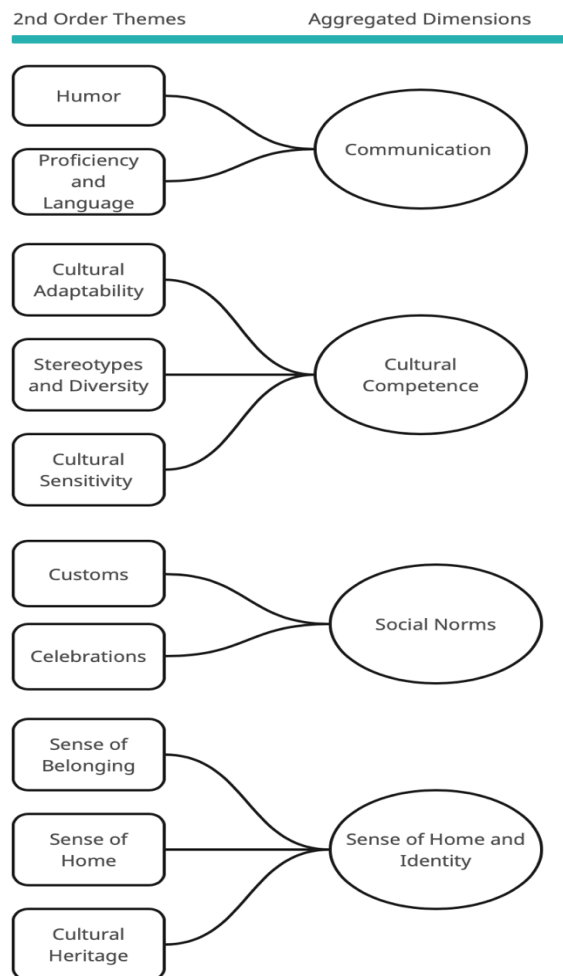 2nd Order Themes
Aggregated Dimensions
Humor
Proficiency
and
Language
Communication
Cultural
Adaptability
Stereotypes
and Diversity
Cultural
Sensitivity
Cultural
Competence
Customs
Celebrations
Social Norms
Sense of
Belonging
Sense of
Home
Cultural
Heritage
Sense of Home and
Identity